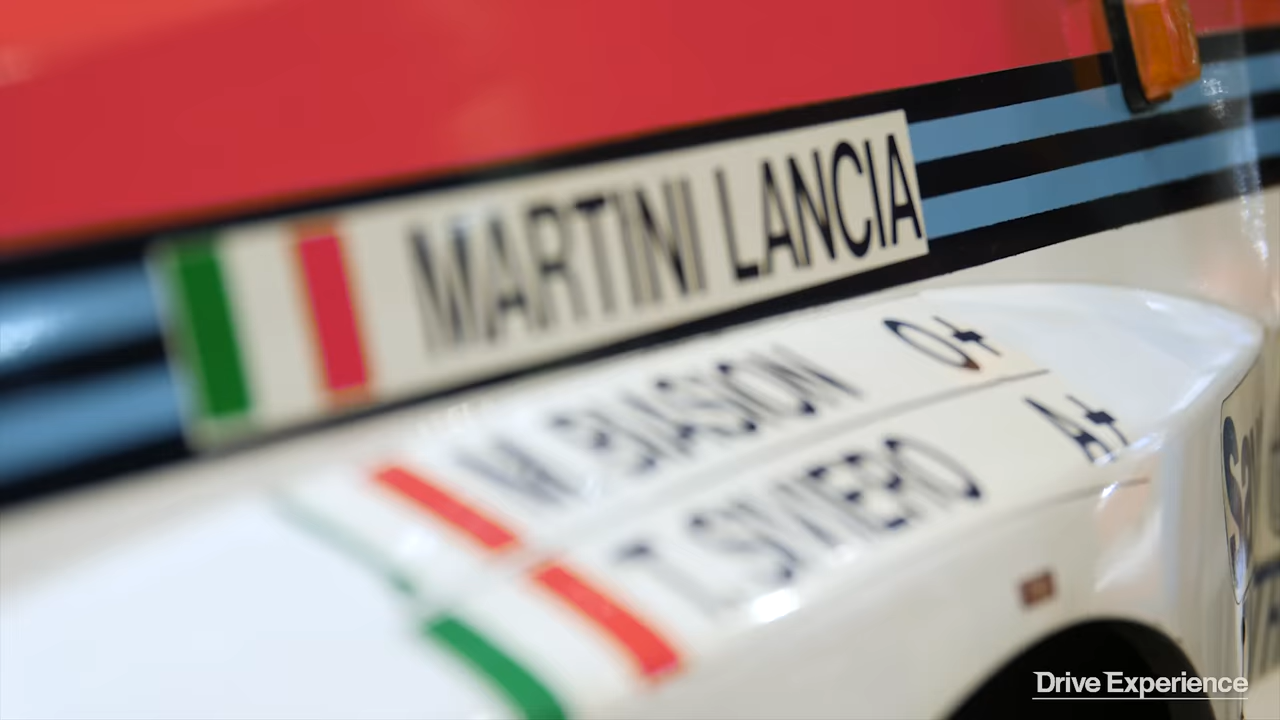 MARTINI LANCIA
M. BIASION O+
T. SIVIERO A+
Drive Experience